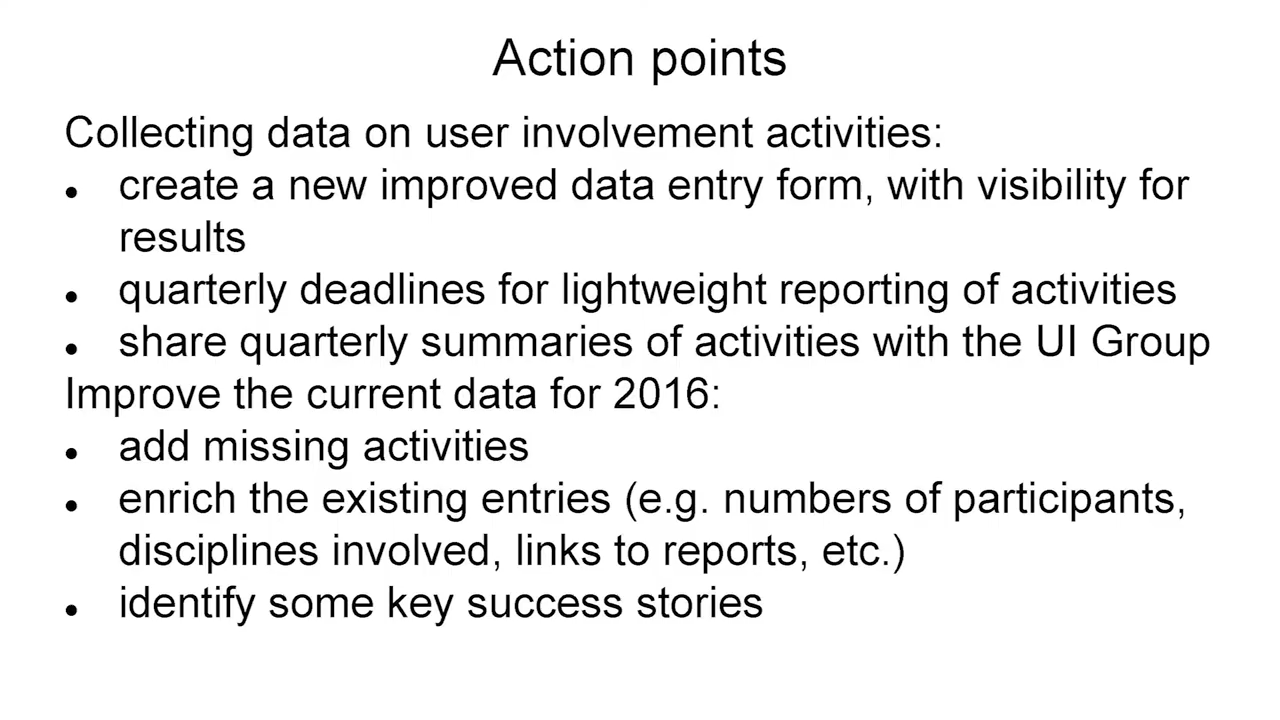 Action points
Collecting data on user involvement activities:
● create a new improved data entry form, with visibility for
results
● quarterly deadlines for lightweight reporting of activities
● share quarterly summaries of activities with the UI Group
Improve the current data for 2016:
● add missing activities
● enrich the existing entries (e.g. numbers of participants,
disciplines involved, links to reports, etc.)
● identify some key success stories